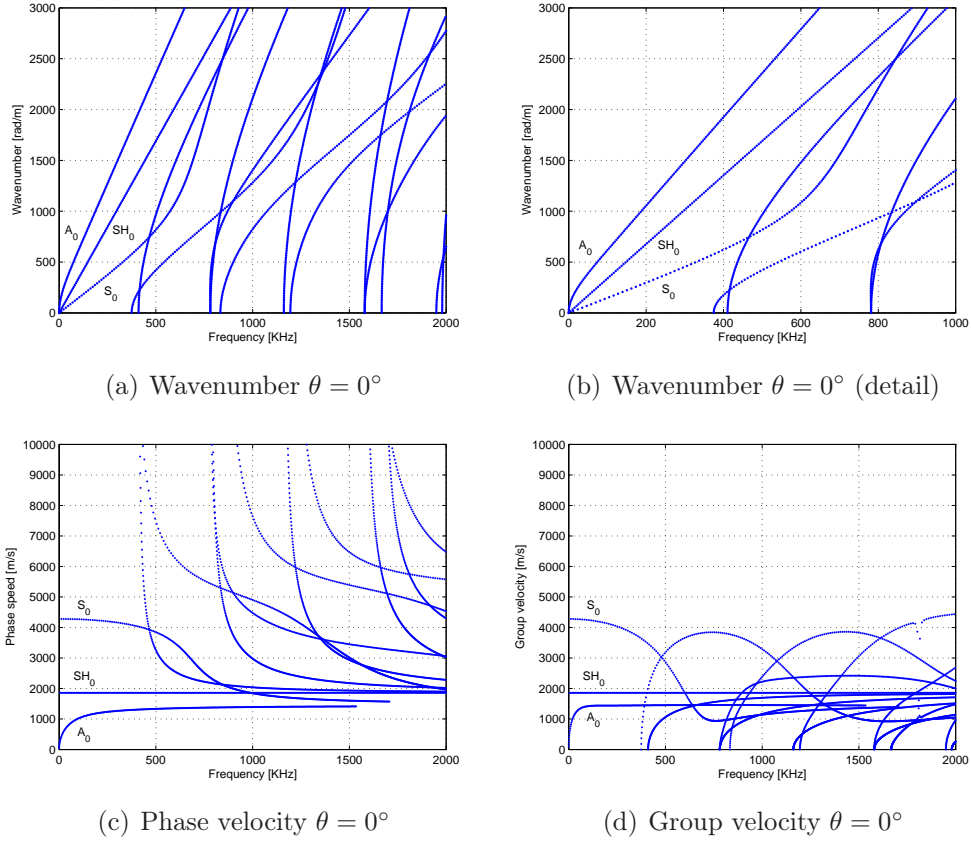 3000
2500
2000
1500
1000
500
0
Wavenumber [rad/m]
A0
SH0
S0
0 500 1000 1500 2000
Frequency [KHz]
(a) Wavenumber θ = 0°
3000
2500
2000
1500
1000
500
0
Wavenumber [rad/m]
A0
SH0
S0
0 200 400 600 800 1000
Frequency [KHz]
(b) Wavenumber θ = 0° (detail)
10000
9000
8000
7000
6000
5000
4000
3000
2000
1000
0
Phase speed [m/s]
S0
SH0
A0
0 500 1000 1500 2000
Frequency [KHz]
(c) Phase velocity θ = 0°
10000
9000
8000
7000
6000
5000
4000
3000
2000
1000
0
Group velocity [m/s]
S0
SH0
A0
0 500 1000 1500 2000
Frequency [KHz]
(d) Group velocity θ = 0°